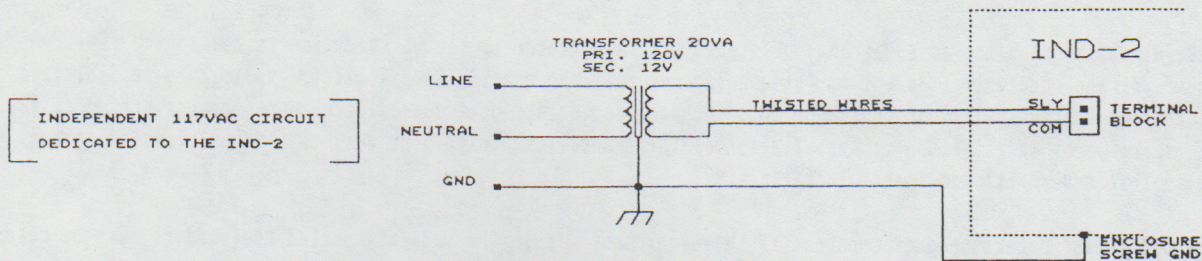 INDEPENDENT 117VAC CIRCUIT
DEDICATED TO THE IND-2
LINE
NEUTRAL
GND
TRANSFORMER 20VA
PRI. 120V
SEC. 12V
TWISTED WIRES
IND-2
SLY
COM
TERMINAL
BLOCK
ENCLOSURE
SCREW GND